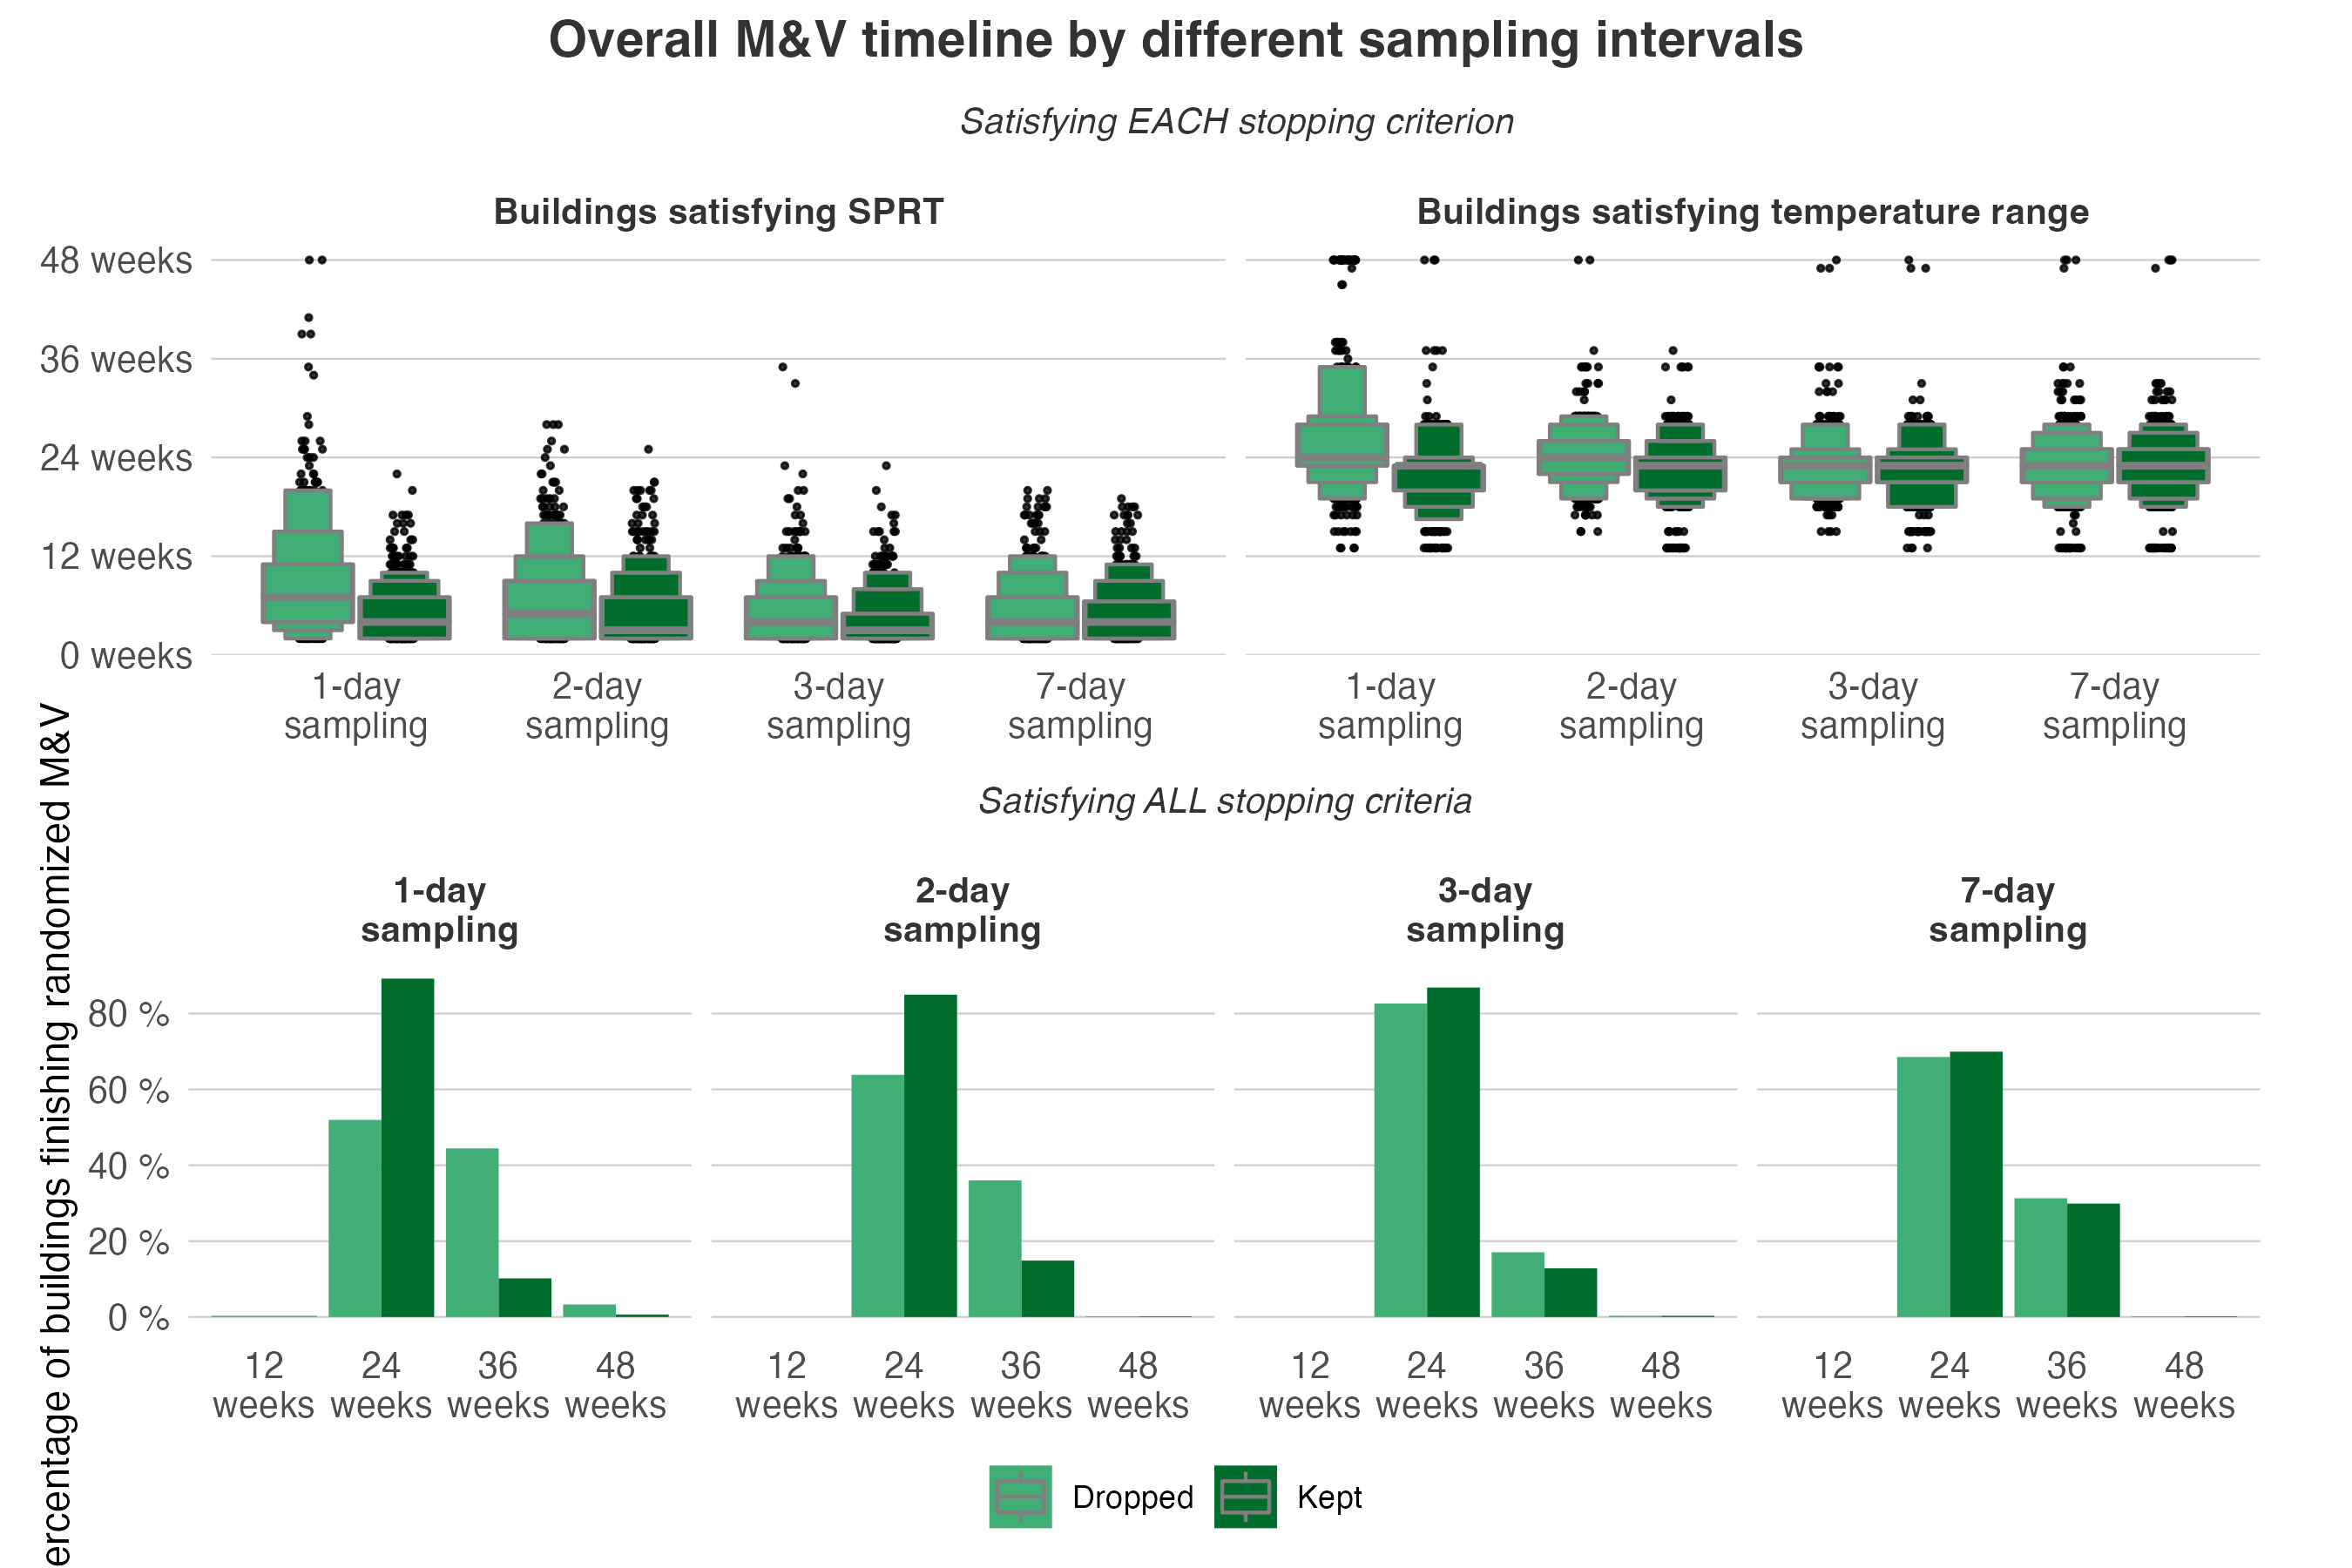 Overall M&V timeline by different sampling intervals
Satisfying EACH stopping criterion
Buildings satisfying SPRT
Buildings satisfying temperature range
48 weeks
36 weeks
24 weeks
12 weeks
0 weeks
1-day
sampling
2-day
sampling
3-day
sampling
7-day
sampling
1-day
sampling
2-day
sampling
3-day
sampling
7-day
sampling
Satisfying ALL stopping criteria
ercentage of buildings finishing randomized M&V
1-day
sampling
2-day
sampling
3-day
sampling
7-day
sampling
80 %
60 %
40 %
20 %
0 %
12
weeks
24
weeks
36
weeks
48
weeks
12
weeks
24
weeks
36
weeks
48
weeks
12
weeks
24
weeks
36
weeks
48
weeks
12
weeks
24
weeks
36
weeks
48
weeks
Dropped
Kept